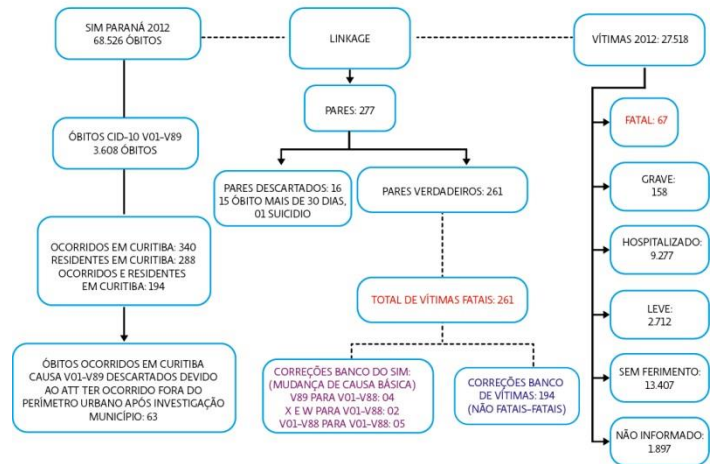 SIM PARANÁ 2012
68.526 ÓBITOS
LINKAGE
VÍTIMAS 2012: 27.518
PARES: 277
FATAL: 67
ÓBITOS CID-10 V01-V89
3.608 ÓBITOS
PARES DESCARTADOS: 16
15 ÓBITO MAIS DE 30 DIAS,
01 SUICIDIO
PARES VERDADEIROS: 261
GRAVE:
158
OCORRIDOS EM CURITIBA: 340
RESIDENTES EM CURITIBA: 288
OCORRIDOS E RESIDENTES
EM CURITIBA: 194
HOSPITALIZADO:
9.277
TOTAL DE VÍTIMAS FATAIS: 261
LEVE:
2.712
ÓBITOS OCORRIDOS EM CURITIBA
CAUSA V01-V89 DESCARTADOS DEVIDO
AO ATT TER OCORRIDO FORA DO
PERÍMETRO URBANO APÓS INVESTIGAÇÃO
MUNICÍPIO: 63
CORREÇÕES BANCO DO SIM:
(MUDANÇA DE CAUSA BÁSICA)
V89 PARA V01-V88: 04
X E W PARA V01-V88: 02
V01-V88 PARA V01-V88: 05
CORREÇÕES BANCO
DE VÍTIMAS: 194
(NÃO FATAIS-FATAIS)
SEM FERIMENTO:
13.407
NÃO INFORMADO:
1.897